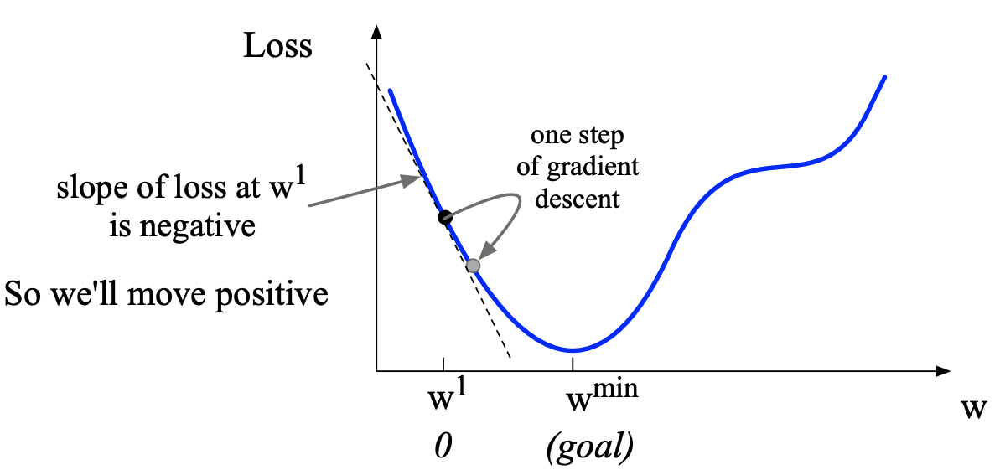 Loss
one step
of gradient
descent
slope of loss at w¹
is negative
So we'll move positive
w¹
wᵐⁱⁿ
w
0
(goal)